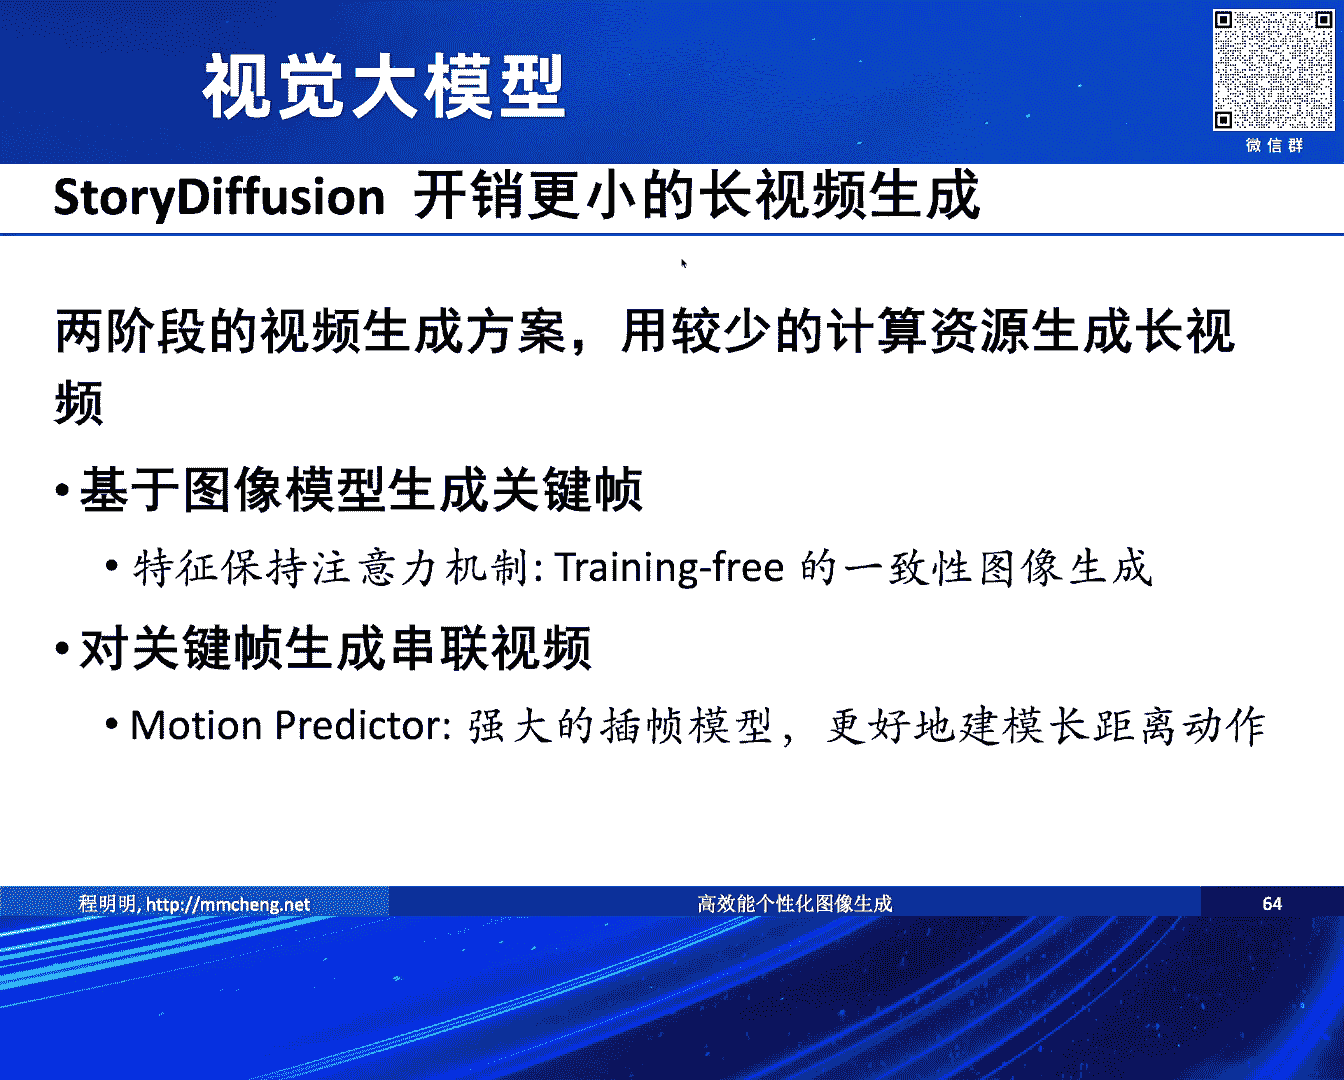 视觉大模型
微信群
StoryDiffusion 开销更小的长视频生成
两阶段的视频生成方案，用较少的计算资源生成长视
频
•基于图像模型生成关键帧
• 特征保持注意力机制: Training-free 的一致性图像生成
•对关键帧生成串联视频
• Motion Predictor: 强大的插帧模型，更好地建模长距离动作
程明明, http://mmcheng.net
高效能个性化图像生成
64